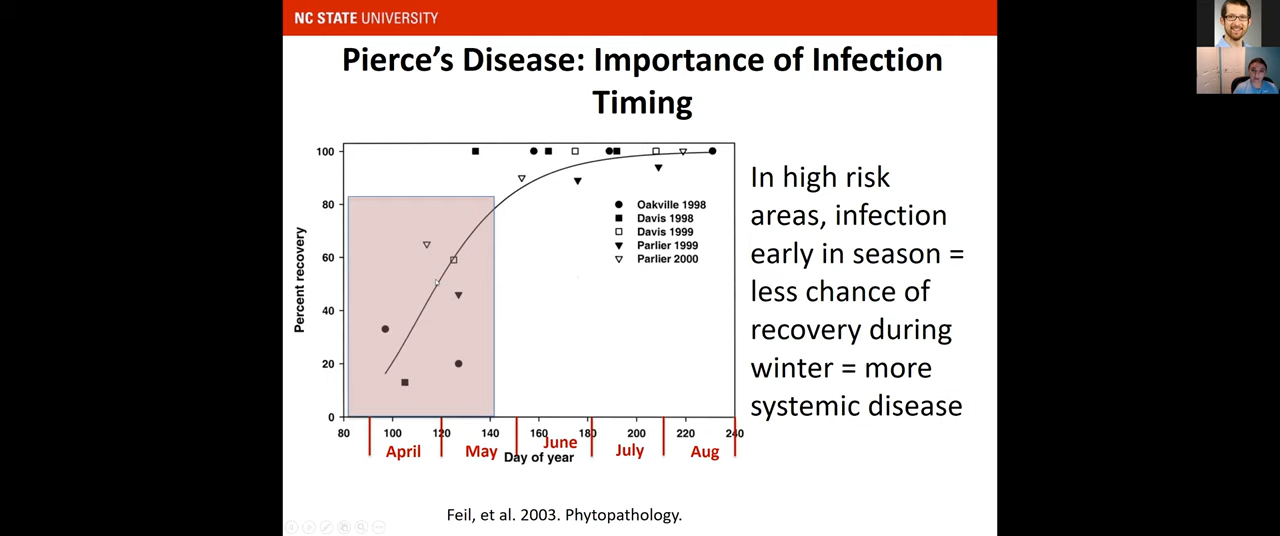 NC STATE UNIVERSITY
Pierce's Disease: Importance of Infection
Timing
Percent recovery
100
80
60
40
20
0
Oakville 1998
Davis 1998
Davis 1999
Parlier 1999
Parlier 2000
80 100 120 140 160 180 200 220 240
April May June July Aug
Day of year
In high risk
areas, infection
early in season =
less chance of
recovery during
winter = more
systemic disease
Feil, et al. 2003. Phytopathology.